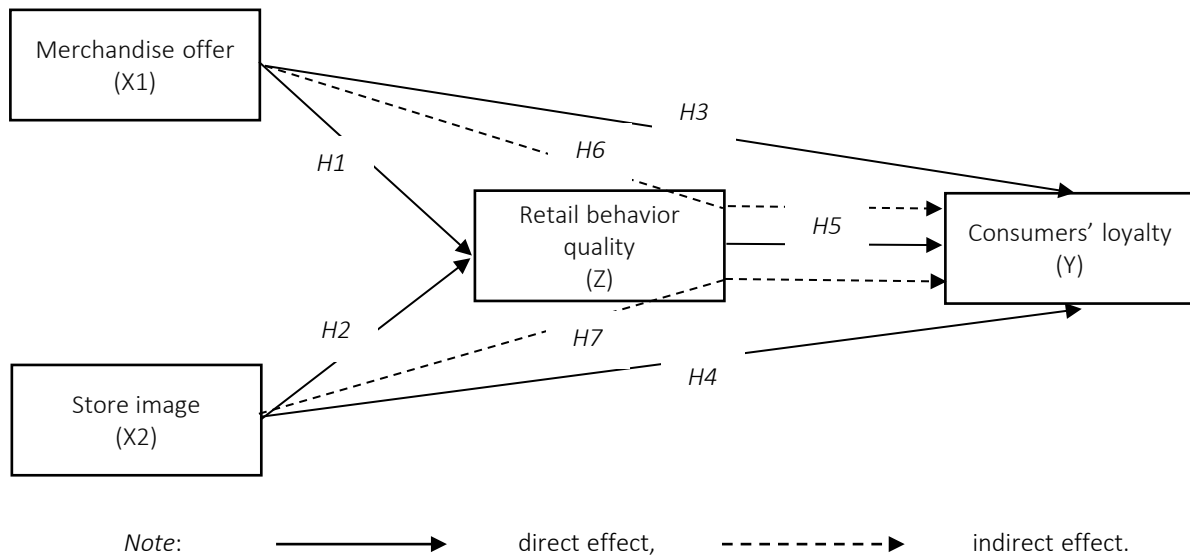 Merchandise offer
(X1)
H3
H6
H1
Retail behavior
quality
(Z)
H5
Consumers’ loyalty
(Y)
H2
H7
H4
Store image
(X2)
Note: direct effect, indirect effect.